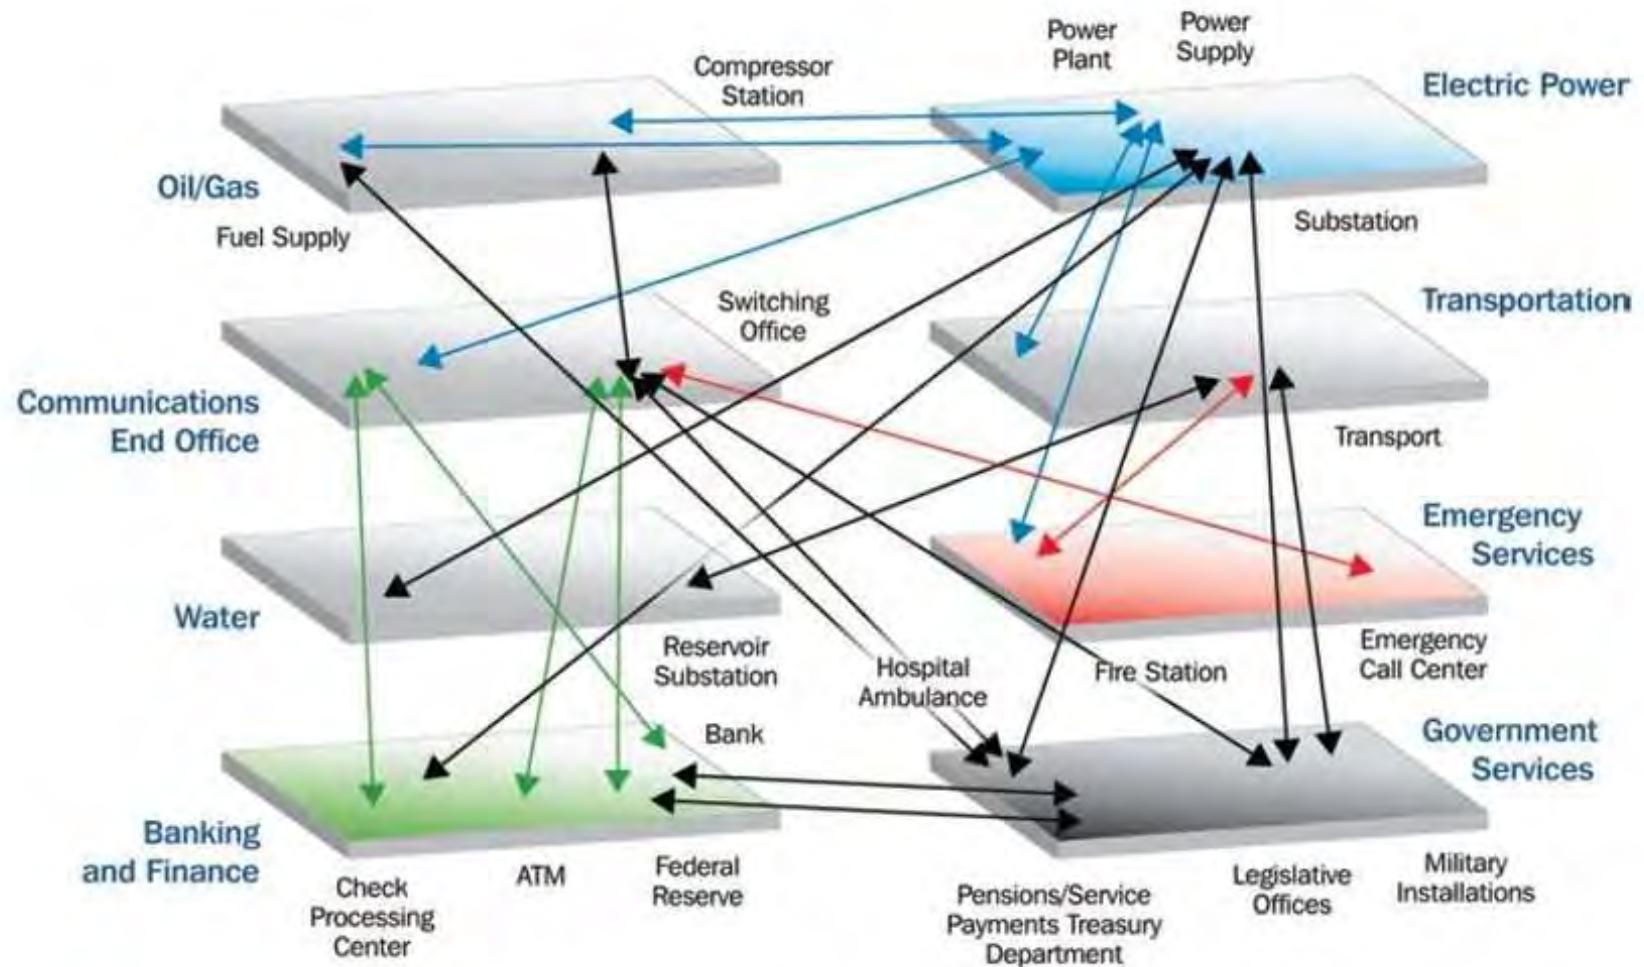 Power
Plant
Power
Supply
Compressor
Station
Electric Power
Oil/Gas
Fuel Supply
Substation
Switching
Office
Transportation
Communications
End Office
Transport
Emergency
Services
Water
Reservoir
Substation
Hospital
Ambulance
Fire Station
Emergency
Call Center
Bank
Government
Services
Banking
and Finance
Check
Processing
Center
ATM
Federal
Reserve
Pensions/Service
Payments Treasury
Department
Legislative
Offices
Military
Installations